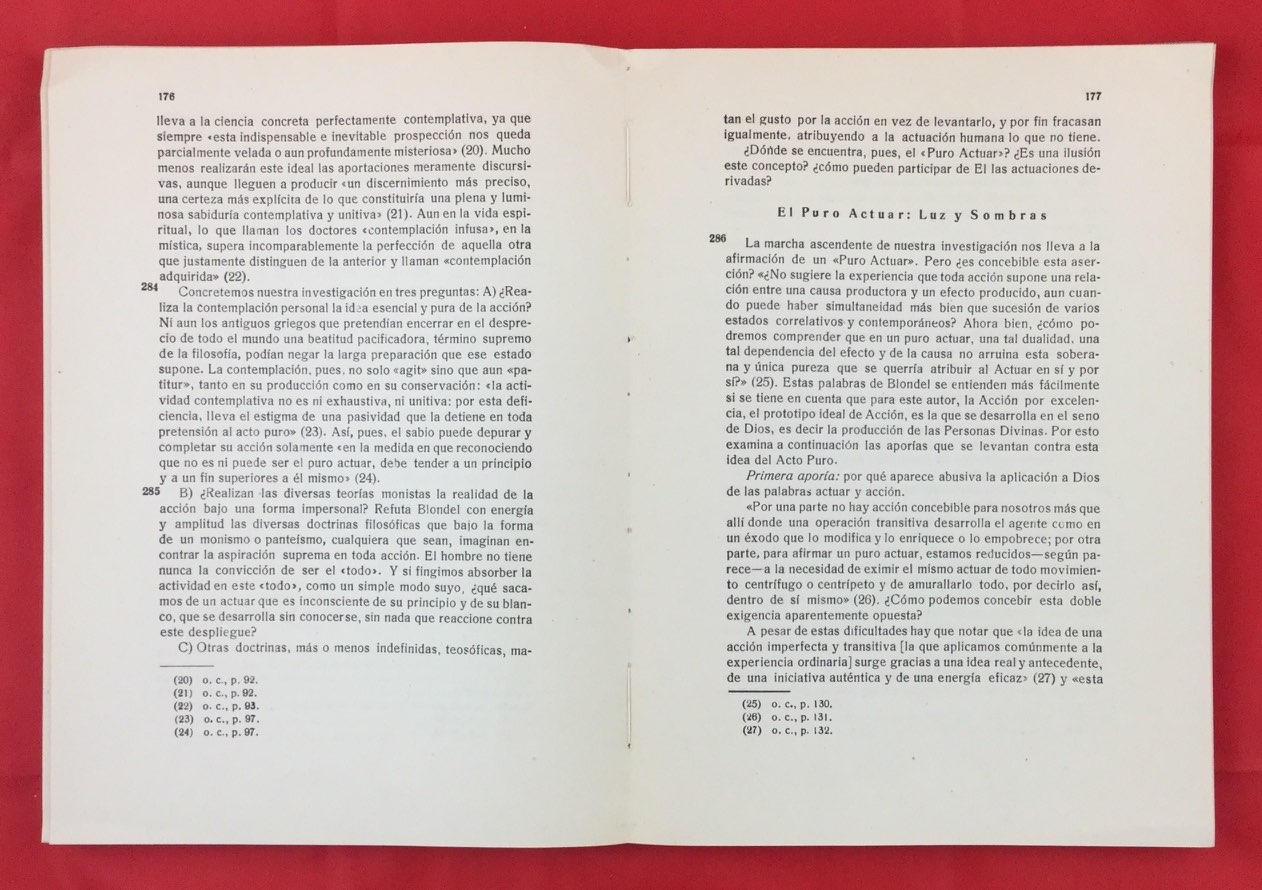 176
lleva a la ciencia concreta perfectamente contemplativa, ya que
siempre «esta indispensable e inevitable prospección nos queda
parcialmente velada o aun profundamente misteriosa» (20). Mucho
menos realizarán este ideal las aportaciones meramente discursi-
vas, aunque lleguen a producir «un discernimiento más preciso,
una certeza más explícita de lo que constituiría una plena y lumi-
nosa sabiduría contemplativa y unitiva» (21). Aun en la vida espi-
ritual, lo que llaman los doctores «contemplación infusa», en la
mística, supera incomparablemente la perfección de aquella otra
que justamente distinguen de la anterior y llaman «contemplación
adquirida» (22).
284 Concretemos nuestra investigación en tres preguntas: A) ¿Rea-
liza la contemplación personal la idea esencial y pura de la acción?
Ni aun los antiguos griegos que pretendían encerrar en el despre-
cio de todo el mundo una beatitud pacificadora, término supremo
de la filosofía, podían negar la larga preparación que ese estado
supone. La contemplación, pues, no solo «agit» sino que aun «pa-
titur», tanto en su producción como en su conservación: «la acti-
vidad contemplativa no es ni exhaustiva, ni unitiva: por esta defi-
ciencia, lleva el estigma de una pasividad que la detiene en toda
pretensión al acto puro» (23). Así, pues, el sabio puede depurar y
completar su acción solamente «en la medida en que reconociendo
que no es ni puede ser el puro actuar, debe tender a un principio
y a un fin superiores a él mismo» (24).
285 B) ¿Realizan las diversas teorías monistas la realidad de la
acción bajo una forma impersonal? Refuta Blondel con energía
y amplitud las diversas doctrinas filosóficas que bajo la forma
de un monismo o panteísmo, cualquiera que sean, imaginan en-
contrar la aspiración suprema en toda acción. El hombre no tiene
nunca la convicción de ser el «todo». Y si fingimos absorber la
actividad en este «todo», como un simple modo suyo, ¿qué saca-
mos de un actuar que es inconsciente de su principio y de su blan-
co, que se desarrolla sin conocerse, sin nada que reaccione contra
este despliegue?
C) Otras doctrinas, más o menos indefinidas, teosóficas, ma-
(20) o. c., p. 92.
(21) o. c., p. 92.
(22) o. c., p. 93.
(23) o. c., p. 97.
(24) o. c., p. 97.
177
tan el gusto por la acción en vez de levantarlo, y por fin fracasan
igualmente, atribuyendo a la actuación humana lo que no tiene.
¿Dónde se encuentra, pues, el «Puro Actuar»? ¿Es una ilusión
este concepto? ¿cómo pueden participar de El las actuaciones de-
rivadas?
El Puro Actuar: Luz y Sombras
286 La marcha ascendente de nuestra investigación nos lleva a la
afirmación de un «Puro Actuar». Pero ¿es concebible esta aser-
ción? «¿No sugiere la experiencia que toda acción supone una rela-
ción entre una causa productora y un efecto producido, aun cuan-
do puede haber simultaneidad más bien que sucesión de varios
estados correlativos y contemporáneos? Ahora bien, ¿cómo po-
dremos comprender que en un puro actuar, una tal dualidad, una
tal dependencia del efecto y de la causa no arruina esta sobera-
na y única pureza que se querría atribuir al Actuar en sí y por
sí?» (25). Estas palabras de Blondel se entienden más fácilmente
si se tiene en cuenta que para este autor, la Acción por excelen-
cia, el prototipo ideal de Acción, es la que se desarrolla en el seno
de Dios, es decir la producción de las Personas Divinas. Por esto
examina a continuación las aporías que se levantan contra esta
idea del Acto Puro.
Primera aporía: por qué aparece abusiva la aplicación a Dios
de las palabras actuar y acción.
«Por una parte no hay acción concebible para nosotros más que
allí donde una operación transitiva desarrolla el agente como en
un éxodo que lo modifica y lo enriquece o lo empobrece; por otra
parte, para afirmar un puro actuar, estamos reducidos—según pa-
rece—a la necesidad de eximir el mismo actuar de todo movimien-
to centrífugo o centrípeto y de amurallarlo todo, por decirlo así,
dentro de sí mismo» (26). ¿Cómo podemos concebir esta doble
exigencia aparentemente opuesta?
A pesar de estas dificultades hay que notar que «la idea de una
acción imperfecta y transitiva [la que aplicamos comúnmente a la
experiencia ordinaria] surge gracias a una idea real y antecedente,
de una iniciativa auténtica y de una energía eficaz» (27) y «esta
(25) o. c., p. 130.
(26) o. c., p. 131.
(27) o. c., p. 132.